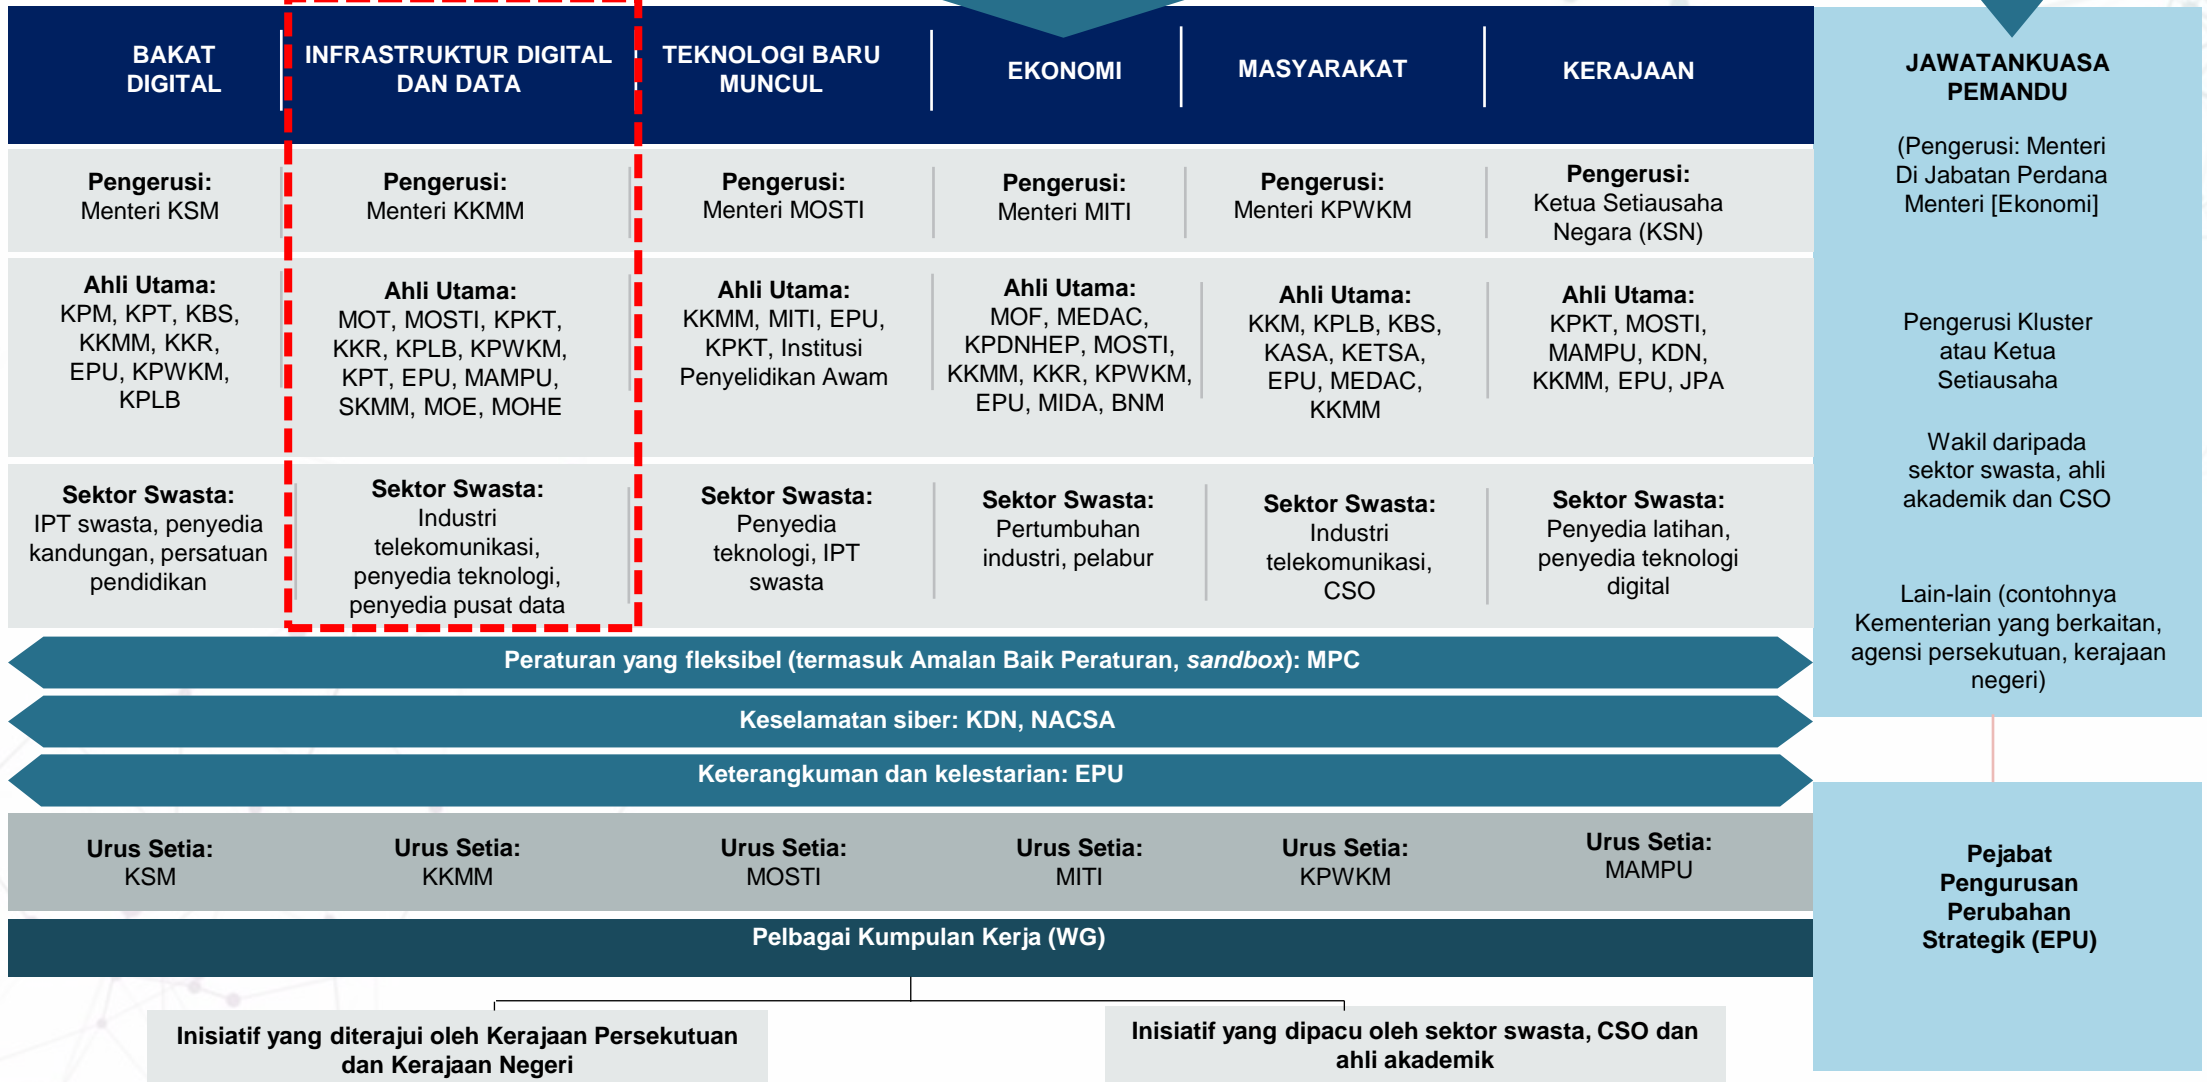 BAKAT
DIGITAL
INFRASTRUKTUR DIGITAL
DAN DATA
TEKNOLOGI BARU
MUNCUL
EKONOMI
MASYARAKAT
KERAJAAN
Pengerusi:
Menteri KSM
Pengerusi:
Menteri KKMM
Pengerusi:
Menteri MOSTI
Pengerusi:
Menteri MITI
Pengerusi:
Menteri KPWKM
Pengerusi:
Ketua Setiausaha
Negara (KSN)
Ahli Utama:
KPM, KPT, KBS,
KKMM, KKR,
EPU, KPWKM,
KPLB
Ahli Utama:
MOT, MOSTI, KPKT,
KKR, KPLB, KPWKM,
KPT, EPU, MAMPU,
SKMM, MOE, MOHE
Ahli Utama:
KKMM, MITI, EPU,
KPKT, Institusi
Penyelidikan Awam
Ahli Utama:
MOF, MEDAC,
KPDNHEP, MOSTI,
KKMM, KKR, KPWKM,
EPU, MIDA, BNM
Ahli Utama:
KKM, KPLB, KBS,
KASA, KETSA,
EPU, MEDAC,
KKMM
Ahli Utama:
KPKT, MOSTI,
MAMPU, KDN,
KKMM, EPU, JPA
Sektor Swasta:
IPT swasta, penyedia
kandungan, persatuan
pendidikan
Sektor Swasta:
Industri
telekomunikasi,
penyedia teknologi,
penyedia pusat data
Sektor Swasta:
Penyedia
teknologi, IPT
swasta
Sektor Swasta:
Pertumbuhan
industri, pelabur
Sektor Swasta:
Industri
telekomunikasi,
CSO
Sektor Swasta:
Penyedia latihan,
penyedia teknologi
digital
Peraturan yang fleksibel (termasuk Amalan Baik Peraturan, sandbox): MPC
Keselamatan siber: KDN, NACSA
Keterangkuman dan kelestarian: EPU
Urus Setia:
KSM
Urus Setia:
KKMM
Urus Setia:
MOSTI
Urus Setia:
MITI
Urus Setia:
KPWKM
Urus Setia:
MAMPU
Pelbagai Kumpulan Kerja (WG)
Inisiatif yang diterajui oleh Kerajaan Persekutuan
dan Kerajaan Negeri
Inisiatif yang dipacu oleh sektor swasta, CSO dan
ahli akademik
JAWATANKUASA
PEMANDU
(Pengerusi: Menteri
Di Jabatan Perdana
Menteri [Ekonomi]
Pengerusi Kluster
atau Ketua
Setiausaha
Wakil daripada
sektor swasta, ahli
akademik dan CSO
Lain-lain (contohnya
Kementerian yang berkaitan,
agensi persekutuan, kerajaan
negeri)
Pejabat
Pengurusan
Perubahan
Strategik (EPU)